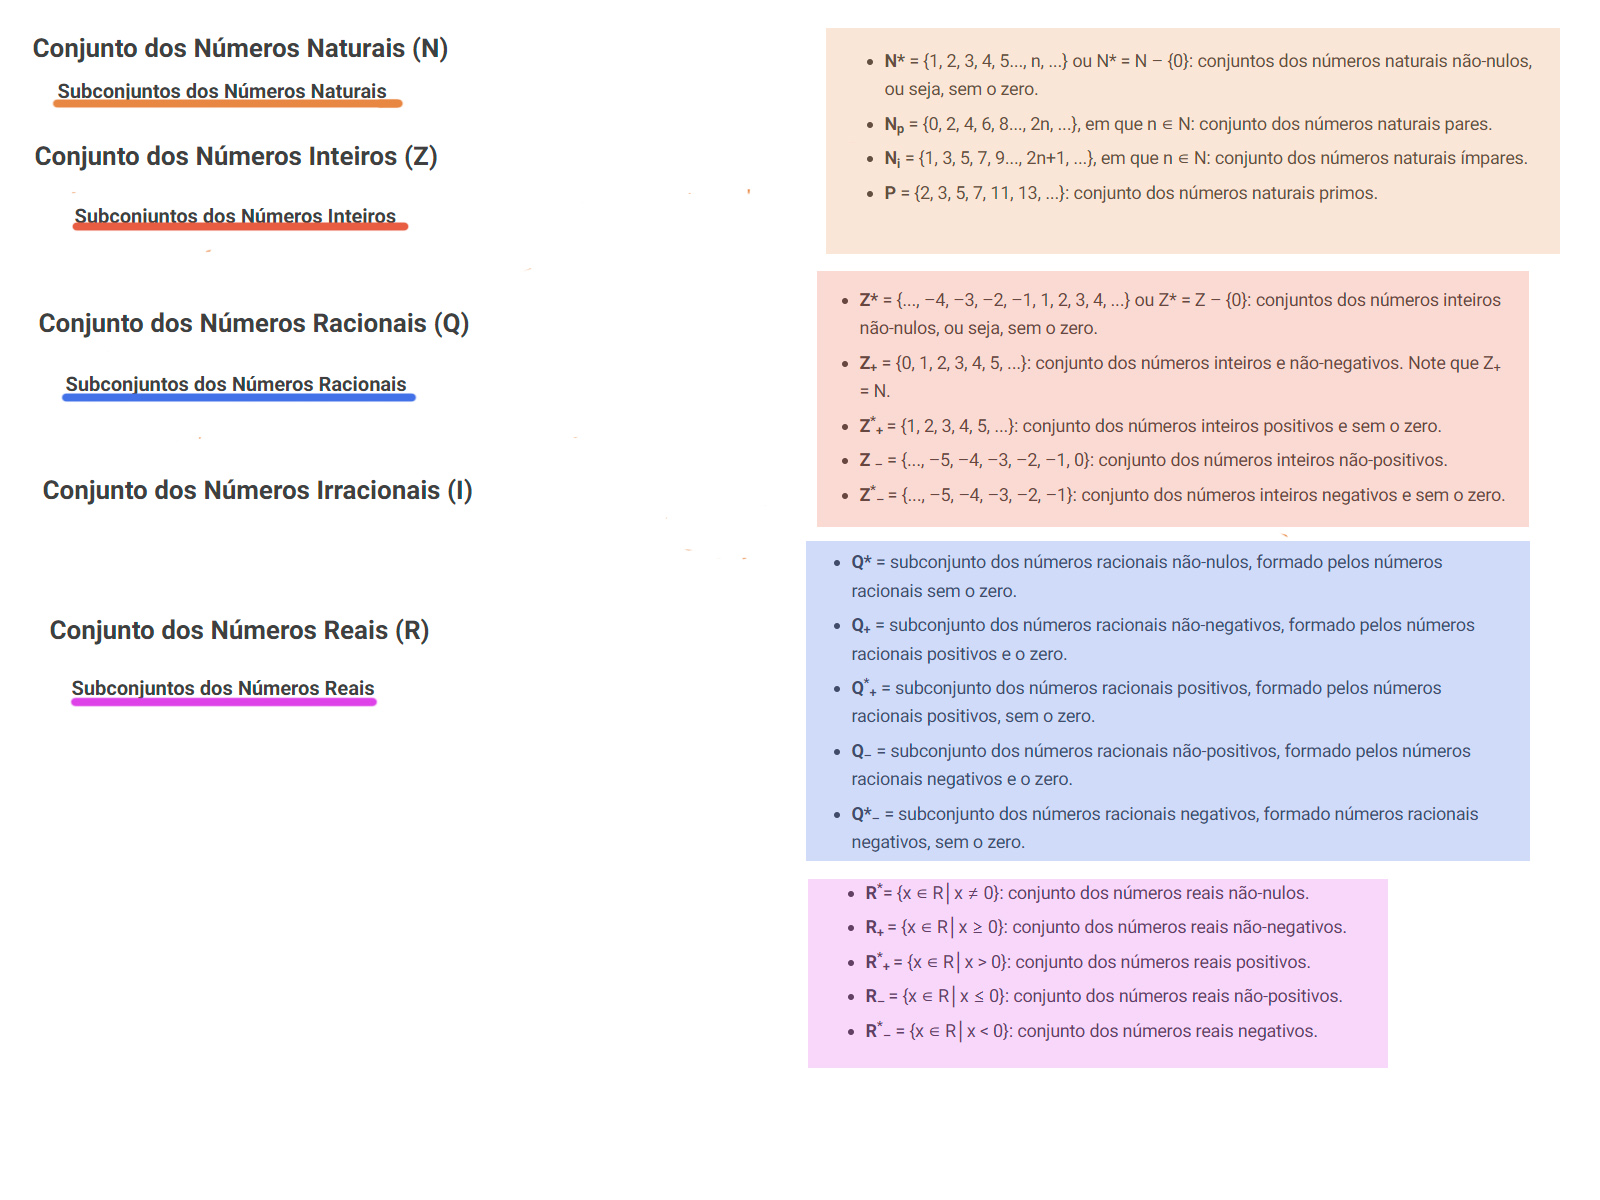 Conjunto dos Números Naturais (N)
Subconjuntos dos Números Naturais
Conjunto dos Números Inteiros (Z)
Subconjuntos dos Números Inteiros
Conjunto dos Números Racionais (Q)
Subconjuntos dos Números Racionais
Conjunto dos Números Irracionais (I)
Conjunto dos Números Reais (R)
Subconjuntos dos Números Reais
• N* = {1, 2, 3, 4, 5..., n, ...} ou N* = N − {0}: conjuntos dos números naturais não-nulos,
ou seja, sem o zero.
• Nₚ = {0, 2, 4, 6, 8..., 2n, ...}, em que n ∈ N: conjunto dos números naturais pares.
• Nᵢ = {1, 3, 5, 7, 9..., 2n+1, ...}, em que n ∈ N: conjunto dos números naturais ímpares.
• P = {2, 3, 5, 7, 11, 13, ...}: conjunto dos números naturais primos.
• Z* = {..., −4, −3, −2, −1, 1, 2, 3, 4, ...} ou Z* = Z − {0}: conjuntos dos números inteiros
não-nulos, ou seja, sem o zero.
• Z₊ = {0, 1, 2, 3, 4, 5, ...}: conjunto dos números inteiros e não-negativos. Note que Z₊
= N.
• Z*₊ = {1, 2, 3, 4, 5, ...}: conjunto dos números inteiros positivos e sem o zero.
• Z ₋ = {..., −5, −4, −3, −2, −1, 0}: conjunto dos números inteiros não-positivos.
• Z*₋ = {..., −5, −4, −3, −2, −1}: conjunto dos números inteiros negativos e sem o zero.
• Q* = subconjunto dos números racionais não-nulos, formado pelos números
racionais sem o zero.
• Q₊ = subconjunto dos números racionais não-negativos, formado pelos números
racionais positivos e o zero.
• Q*₊ = subconjunto dos números racionais positivos, formado pelos números
racionais positivos, sem o zero.
• Q₋ = subconjunto dos números racionais não-positivos, formado pelos números
racionais negativos e o zero.
• Q*₋ = subconjunto dos números racionais negativos, formado números racionais
negativos, sem o zero.
• R*= {x ∈ R│x ≠ 0}: conjunto dos números reais não-nulos.
• R₊ = {x ∈ R│x ≥ 0}: conjunto dos números reais não-negativos.
• R*₊ = {x ∈ R│x > 0}: conjunto dos números reais positivos.
• R₋ = {x ∈ R│x ≤ 0}: conjunto dos números reais não-positivos.
• R*₋ = {x ∈ R│x < 0}: conjunto dos números reais negativos.